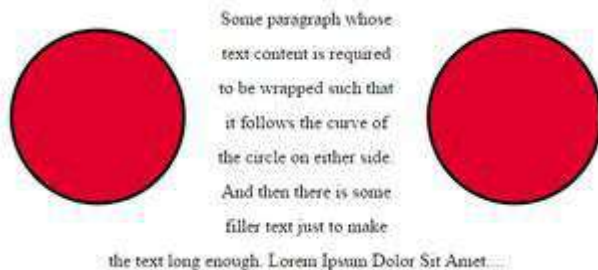 Some paragraph whose
text content is required
to be wrapped such that
it follows the curve of
the circle on either side.
And then there is some
filler text just to make
the text long enough. Lorem Ipsum Dolor Sit Amet....